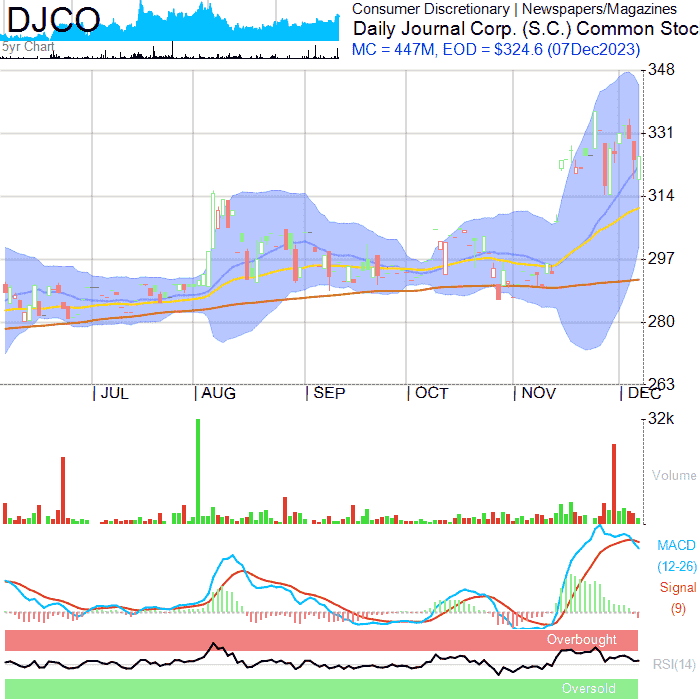 DJCO
5yr Chart
Consumer Discretionary | Newspapers/Magazines
Daily Journal Corp. (S.C.) Common Stoc
MC = 447M, EOD = $324.6 (07Dec2023)
348
331
314
297
280
263
JUL AUG SEP OCT NOV DEC
32k
Volume
MACD
(12-26)
Signal
(9)
Overbought
RSI(14)
Oversold